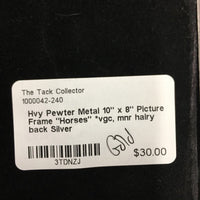 The Tack Collector
1000042-240
Hvy Pewter Metal 10" x 8" Picture
Frame "Horses" *vgc, mnr hairy
back Silver
Gold
$30.00
3TDNZJ